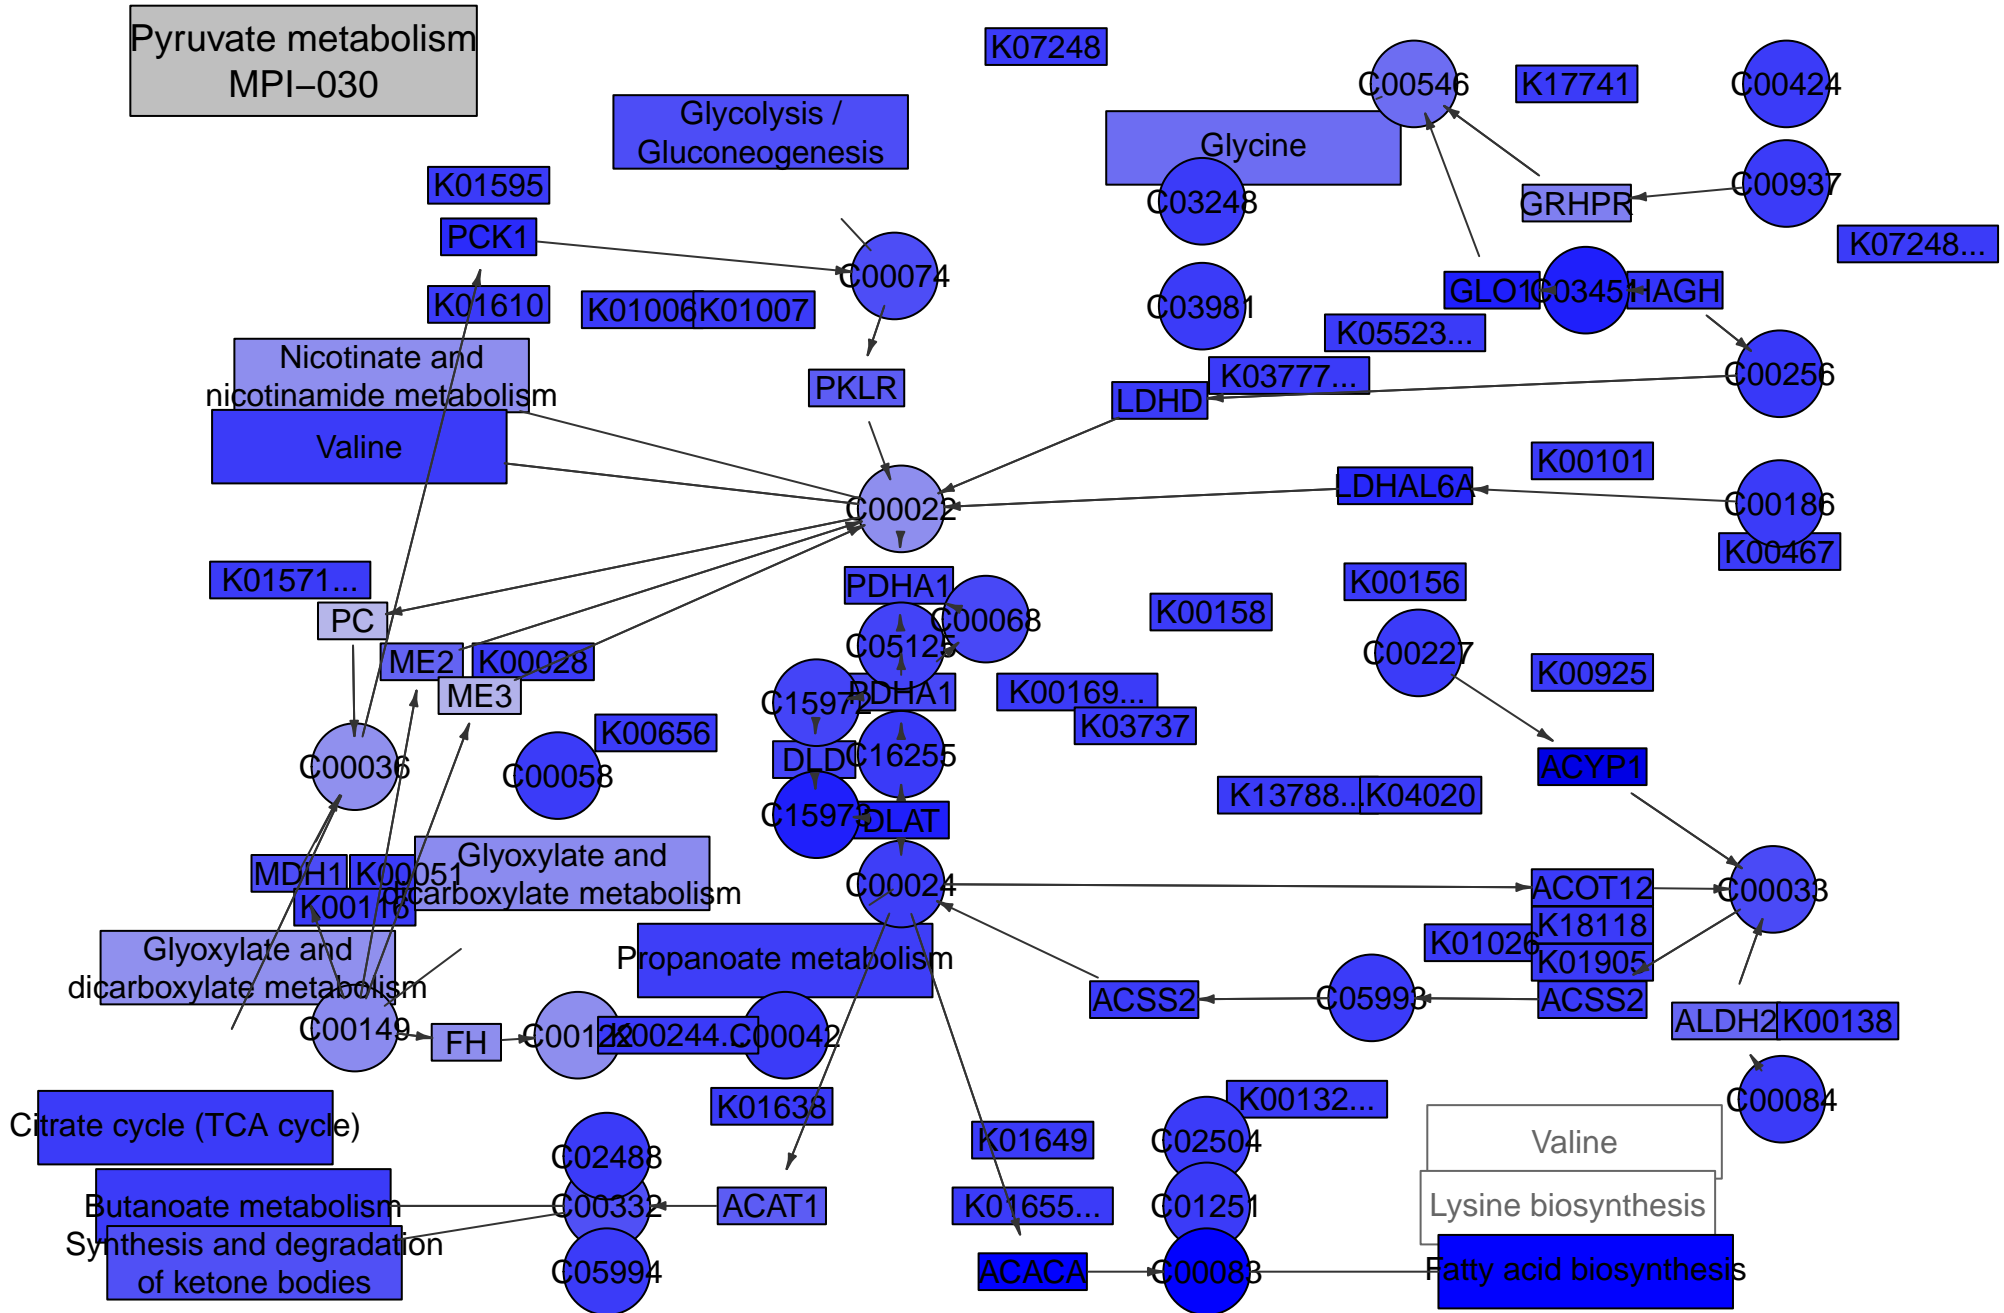 Pyruvate metabolism
MPI−030
K07248
C00546
K17741
C00424
Glycolysis /
Gluconeogenesis
Glycine
K01595
C03248
GRHPR
C00937
PCK1
K07248...
C00074
K01610
K01006
K01007
C03981
GLO1
C03451
HAGH
K05523...
Nicotinate and
nicotinamide metabolism
PKLR
K03777...
LDHD
C00256
Valine
K00101
LDHAL6A
C00186
C00022
K00467
K01571...
PDHA1
K00156
PC
C00068
K00158
C05125
C00227
ME2
K00028
ME3
K00925
C15972
PDHA1
K00169...
K03737
K00656
C00036
C00058
DLD
C16255
ACYP1
K13788...
K04020
C15973
DLAT
MDH1
K00051
Glyoxylate and
dicarboxylate metabolism
K00116
C00024
ACOT12
C00033
K18118
K01026
K01905
Glyoxylate and
dicarboxylate metabolism
Propanoate metabolism
ACSS2
C05993
ACSS2
C00149
FH
C00122
K00244...
C00042
ALDH2
K00138
K01638
K00132...
C00084
Citrate cycle (TCA cycle)
C02488
K01649
C02504
Valine
Butanoate metabolism
C00332
ACAT1
K01655...
C01251
Lysine biosynthesis
Synthesis and degradation
of ketone bodies
C05994
ACACA
C00083
Fatty acid biosynthesis